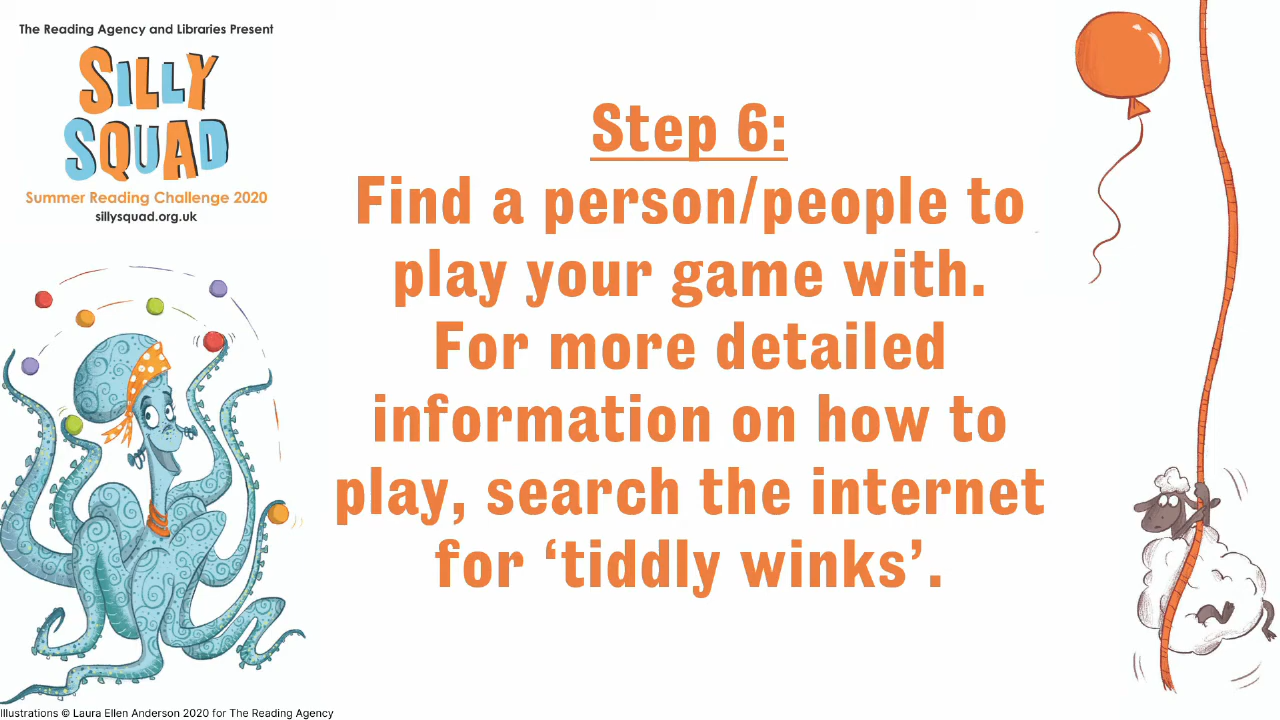 The Reading Agency and Libraries Present
SILLY
SQUAD
Summer Reading Challenge 2020
sillysquad.org.uk
Step 6:
Find a person/people to
play your game with.
For more detailed
information on how to
play, search the internet
for ‘tiddly winks’.
Illustrations © Laura Ellen Anderson 2020 for The Reading Agency